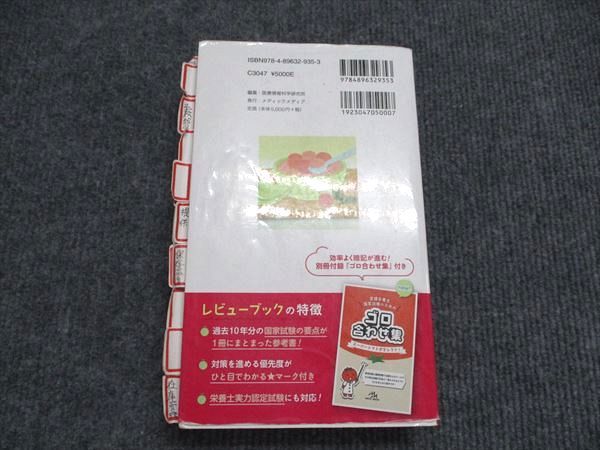 ISBN978-4-89632-935-3
C3047 ¥5000E
編集 医療情報科学研究所
発行 メディックメディア
定価(本体5,000円+税)
9784896329353
1923047050007
効率よく暗記が進む!
別冊付録『ゴロ合わせ集』付き
レビューブックの特徴
過去10年分の国家試験の要点が
1冊にまとまった参考書!
対策を進める優先度が
ひと目でわかる★マーク付き
栄養士実力認定試験にも対応!
ゴロ
合わせ集